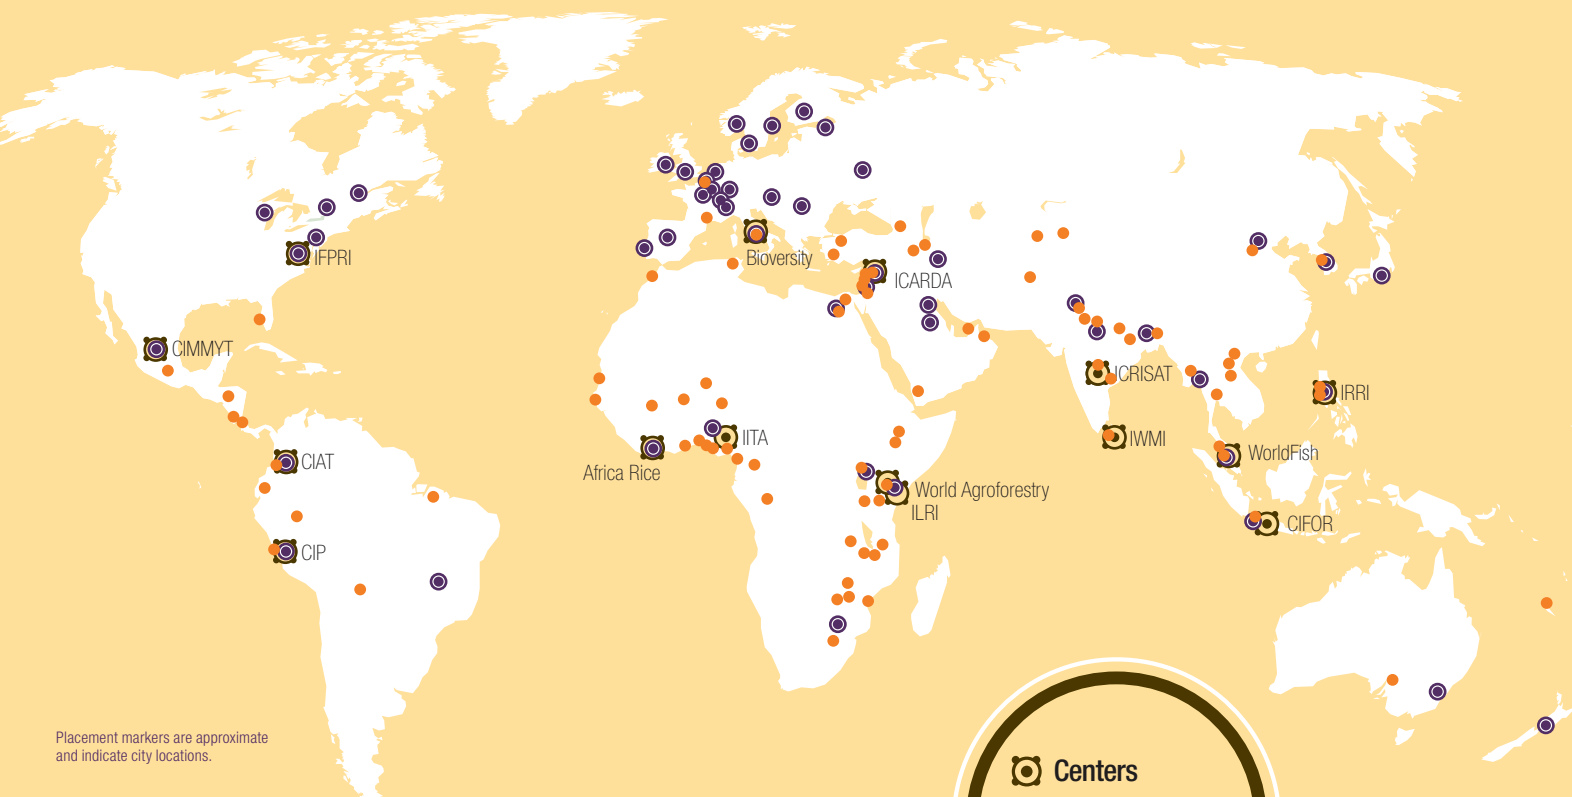 IFPRI
Bioversity
ICARDA
CIMMYT
ICRISAT
IRRI
IITA
IWMI
WorldFish
CIAT
Africa Rice
World Agroforestry
ILRI
CIFOR
CIP
Placement markers are approximate
and indicate city locations.
Centers